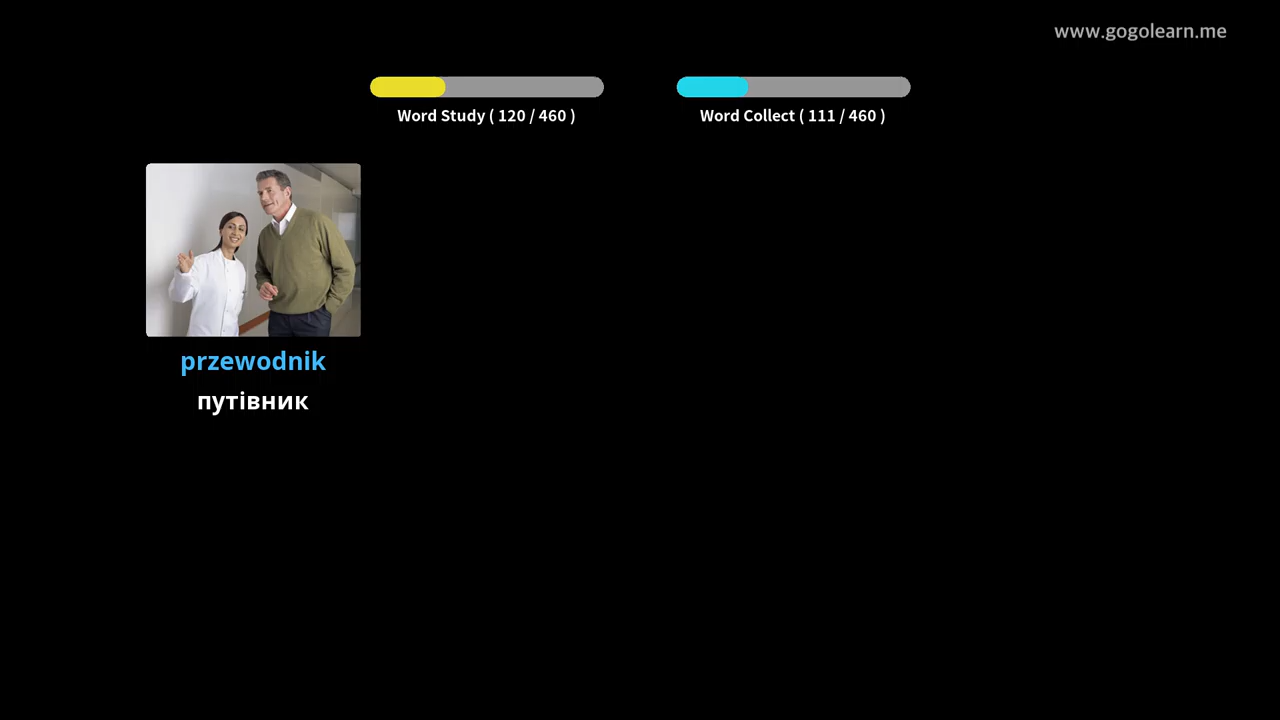 www.gogolearn.me
Word Study ( 120 / 460 )
Word Collect ( 111 / 460 )
przewodnik
путівник